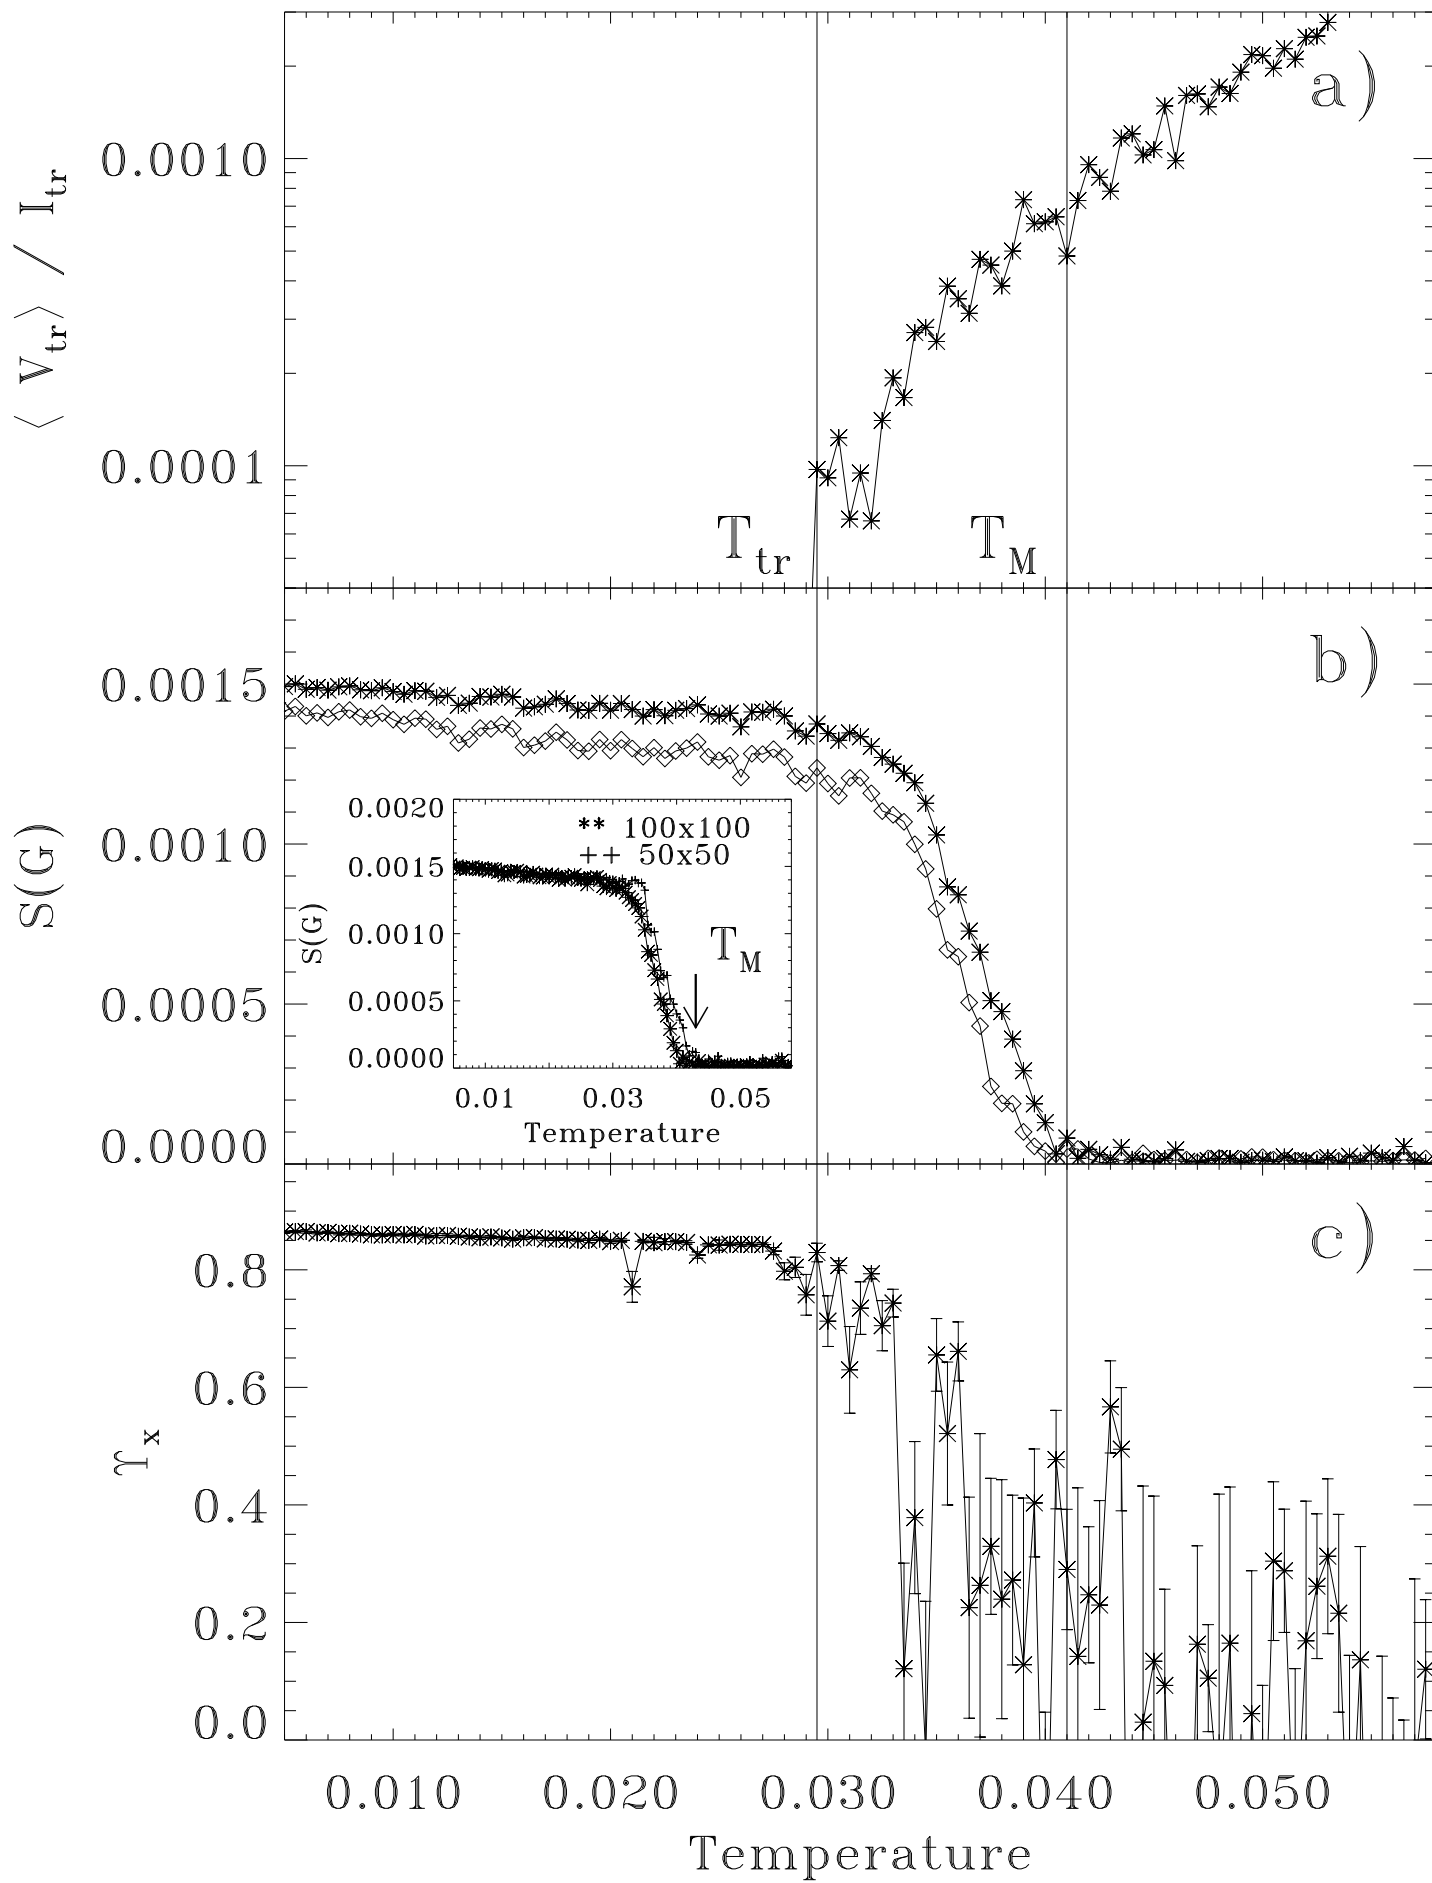 a)
0.0010
0.0001
⟨ V_tr⟩ / I_tr
T_tr
T_M
b)
0.0015
0.0010
0.0005
0.0000
S(G)
0.0020
0.0015
0.0010
0.0005
0.0000
S(G)
** 100x100
++ 50x50
T_M
0.01 0.03 0.05
Temperature
c)
0.8
0.6
0.4
0.2
0.0
ϒ_x
0.010 0.020 0.030 0.040 0.050
Temperature